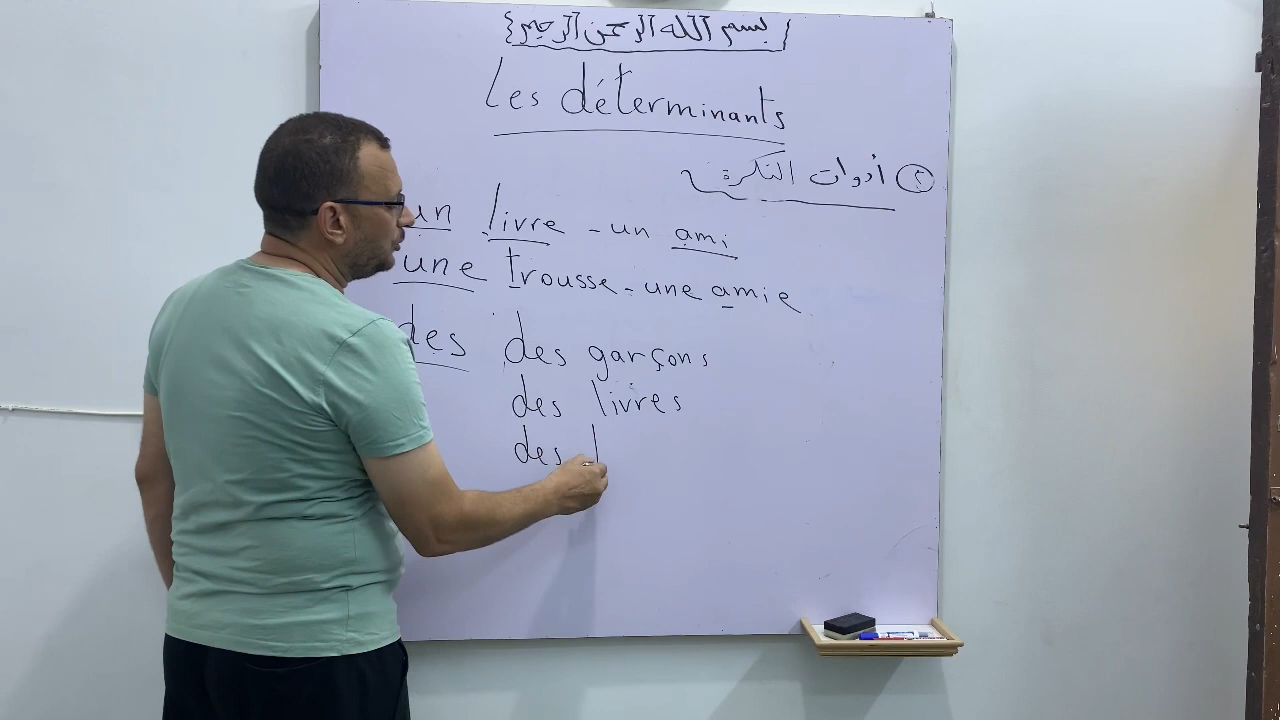 {بسم الله الرحمن الرحيم}
Les déterminants
② أدوات النكرة
un livre - un ami
une trousse - une amie
des des garçons
des livres
des l